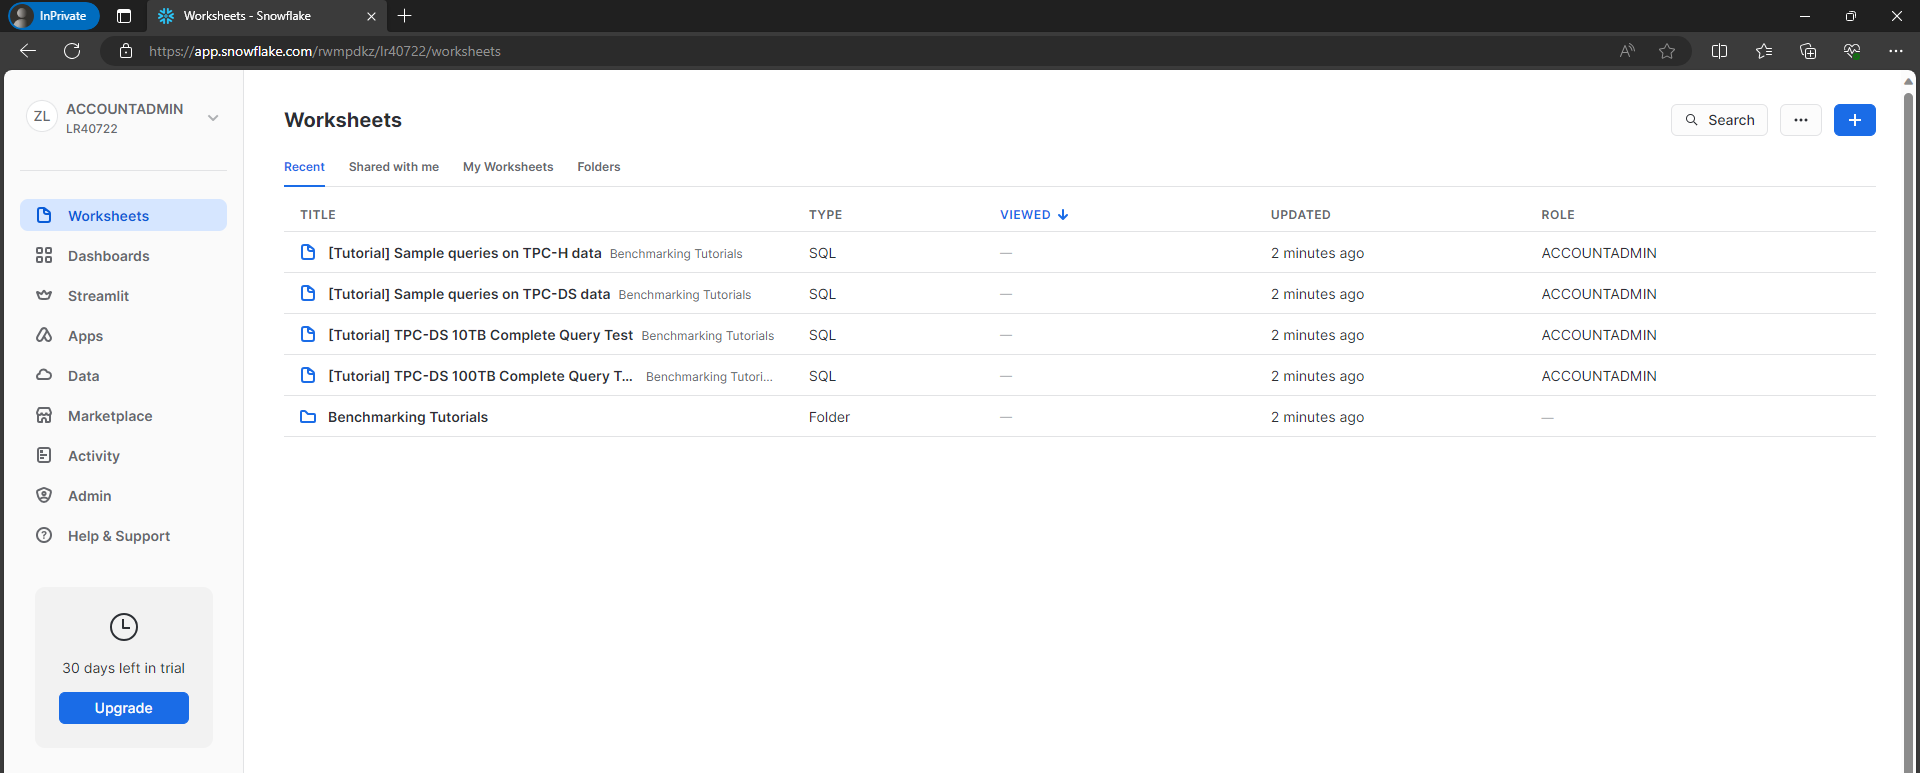 InPrivate
Worksheets - Snowflake
https://app.snowflake.com/rwmpdkz/lr40722/worksheets
ZL
ACCOUNTADMIN
LR40722
Worksheets
Dashboards
Streamlit
Apps
Data
Marketplace
Activity
Admin
Help & Support
30 days left in trial
Upgrade
Worksheets
Search
Recent Shared with me My Worksheets Folders
TITLE TYPE VIEWED UPDATED ROLE
[Tutorial] Sample queries on TPC-H data Benchmarking Tutorials SQL — 2 minutes ago ACCOUNTADMIN
[Tutorial] Sample queries on TPC-DS data Benchmarking Tutorials SQL — 2 minutes ago ACCOUNTADMIN
[Tutorial] TPC-DS 10TB Complete Query Test Benchmarking Tutorials SQL — 2 minutes ago ACCOUNTADMIN
[Tutorial] TPC-DS 100TB Complete Query T... Benchmarking Tutori... SQL — 2 minutes ago ACCOUNTADMIN
Benchmarking Tutorials Folder — 2 minutes ago —